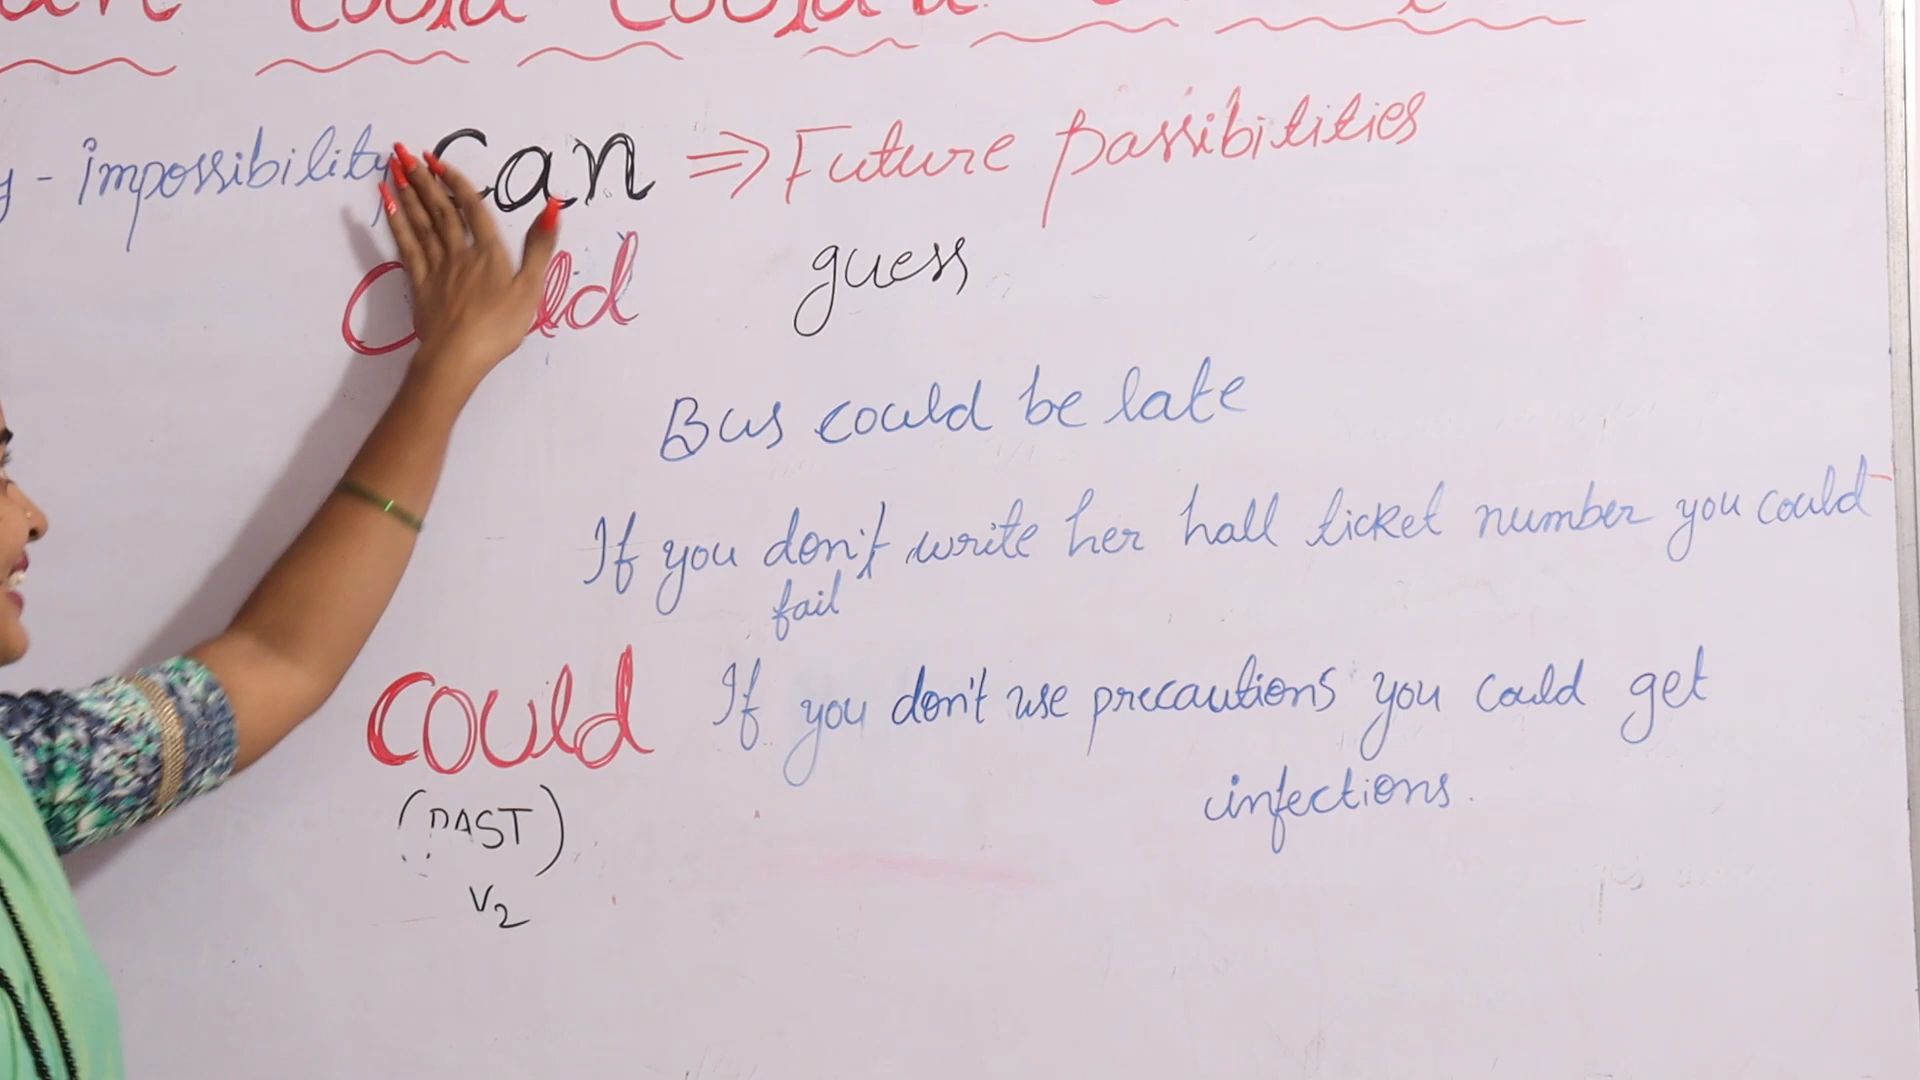 Could
- impossibility Can ⇒ Future passibilities
guess
Bus could be late
If you don't write her hall ticket number you could
fail
could If you don't use precautions you could get
infections.
(PAST)
V2